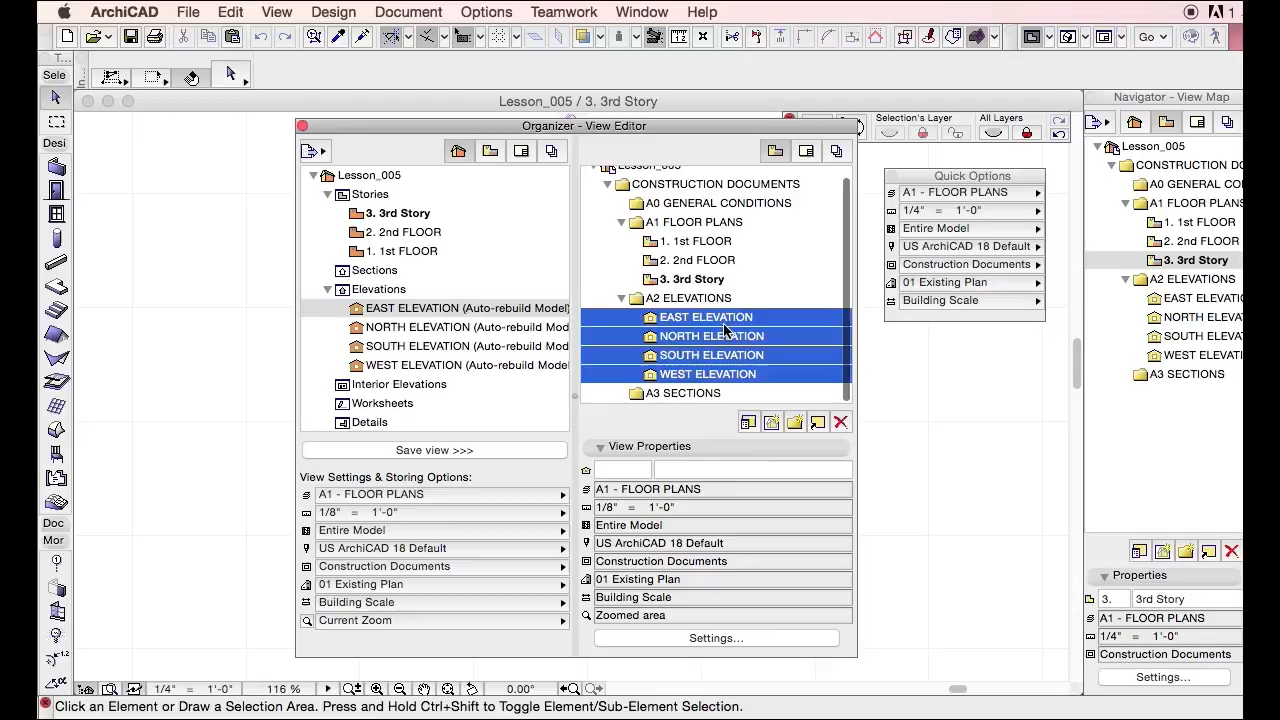 ArchiCAD File Edit View Design Document Options Teamwork Window Help 1
Go
T...
Sele
Lesson_005 / 3. 3rd Story
Navigator - View Map
Organizer - View Editor
Selection's Layer All Layers
Desi
Lesson_005
Stories
3. 3rd Story
2. 2nd FLOOR
1. 1st FLOOR
Sections
Elevations
EAST ELEVATION (Auto-rebuild Model)
NORTH ELEVATION (Auto-rebuild Mod
SOUTH ELEVATION (Auto-rebuild Mod
WEST ELEVATION (Auto-rebuild Model
Interior Elevations
Worksheets
Details
Save view >>>
View Settings & Storing Options:
A1 - FLOOR PLANS
1/8" = 1'-0"
Entire Model
US ArchiCAD 18 Default
Construction Documents
01 Existing Plan
Building Scale
Current Zoom
Lesson_005
CONSTRUCTION DOCUMENTS
A0 GENERAL CONDITIONS
A1 FLOOR PLANS
1. 1st FLOOR
2. 2nd FLOOR
3. 3rd Story
A2 ELEVATIONS
EAST ELEVATION
NORTH ELEVATION
SOUTH ELEVATION
WEST ELEVATION
A3 SECTIONS
View Properties
A1 - FLOOR PLANS
1/8" = 1'-0"
Entire Model
US ArchiCAD 18 Default
Construction Documents
01 Existing Plan
Building Scale
Zoomed area
Settings...
Quick Options
A1 - FLOOR PLANS
1/4" = 1'-0"
Entire Model
US ArchiCAD 18 Default
Construction Documents
01 Existing Plan
Building Scale
Lesson_005
CONSTRUCTION DO
A0 GENERAL CO
A1 FLOOR PLANS
1. 1st FLOOR
2. 2nd FLOOR
3. 3rd Story
A2 ELEVATIONS
EAST ELEVATI
NORTH ELEVA
SOUTH ELEVA
WEST ELEVATI
A3 SECTIONS
Properties
3. 3rd Story
A1 - FLOOR PLANS
1/4" = 1'-0"
Construction Documents
Settings...
Doc
Mor
1/4" = 1'-0" 116 % 0.00°
Click an Element or Draw a Selection Area. Press and Hold Ctrl+Shift to Toggle Element/Sub-Element Selection.